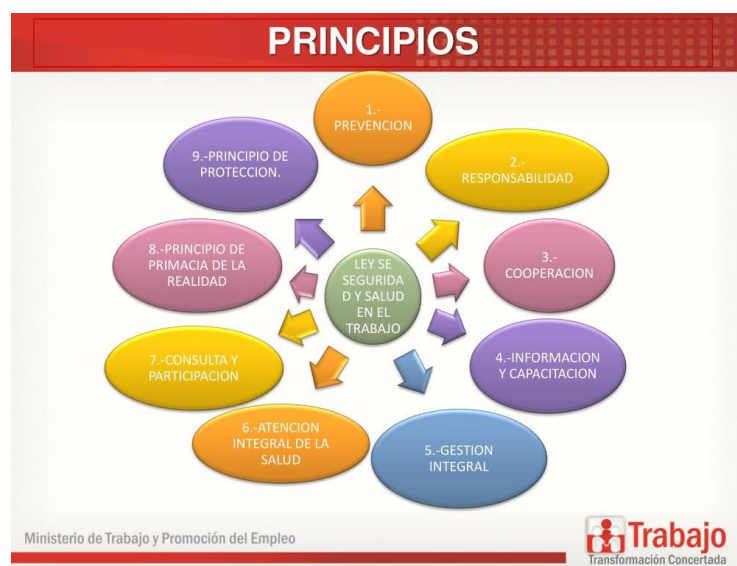 PRINCIPIOS
1.-
PREVENCION
2.-
RESPONSABILIDAD
3.-
COOPERACION
4.-INFORMACION
Y CAPACITACION
5.-GESTION
INTEGRAL
6.-ATENCION
INTEGRAL DE LA
SALUD
7.-CONSULTA Y
PARTICIPACION
8.-PRINCIPIO DE
PRIMACIA DE LA
REALIDAD
9.-PRINCIPIO DE
PROTECCION.
LEY SE
SEGURIDA
D Y SALUD
EN EL
TRABAJO
Ministerio de Trabajo y Promoción del Empleo
Trabajo
Transformación Concertada